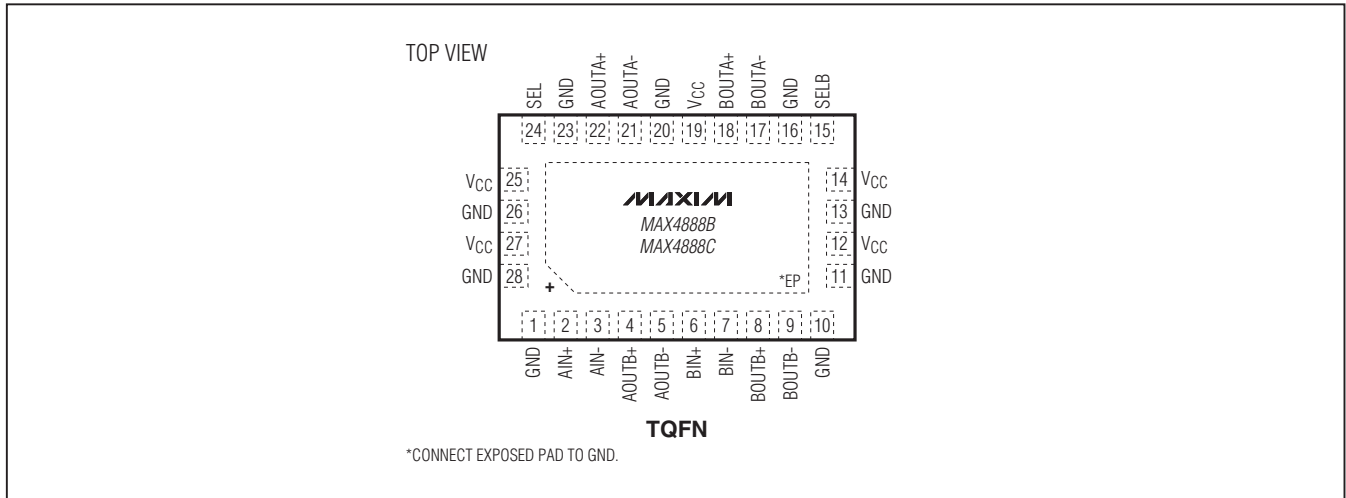 TOP VIEW
SEL GND AOUTA+ AOUTA- GND VCC BOUTA+ BOUTA- GND SELB
24 23 22 21 20 19 18 17 16 15
VCC 25 14 VCC
GND 26 13 GND
VCC 27 12 VCC
GND 28 11 GND
MAXIM
MAX4888B
MAX4888C
*EP
+
1 2 3 4 5 6 7 8 9 10
GND AIN+ AIN- AOUTB+ AOUTB- BIN+ BIN- BOUTB+ BOUTB- GND
TQFN
*CONNECT EXPOSED PAD TO GND.